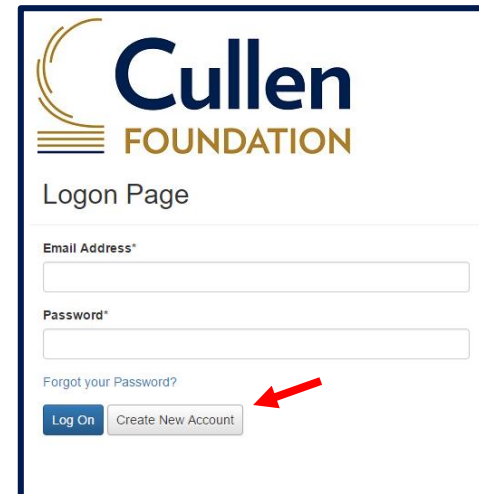 Cullen
FOUNDATION
Logon Page
Email Address*
Password*
Forgot your Password?
Log On Create New Account